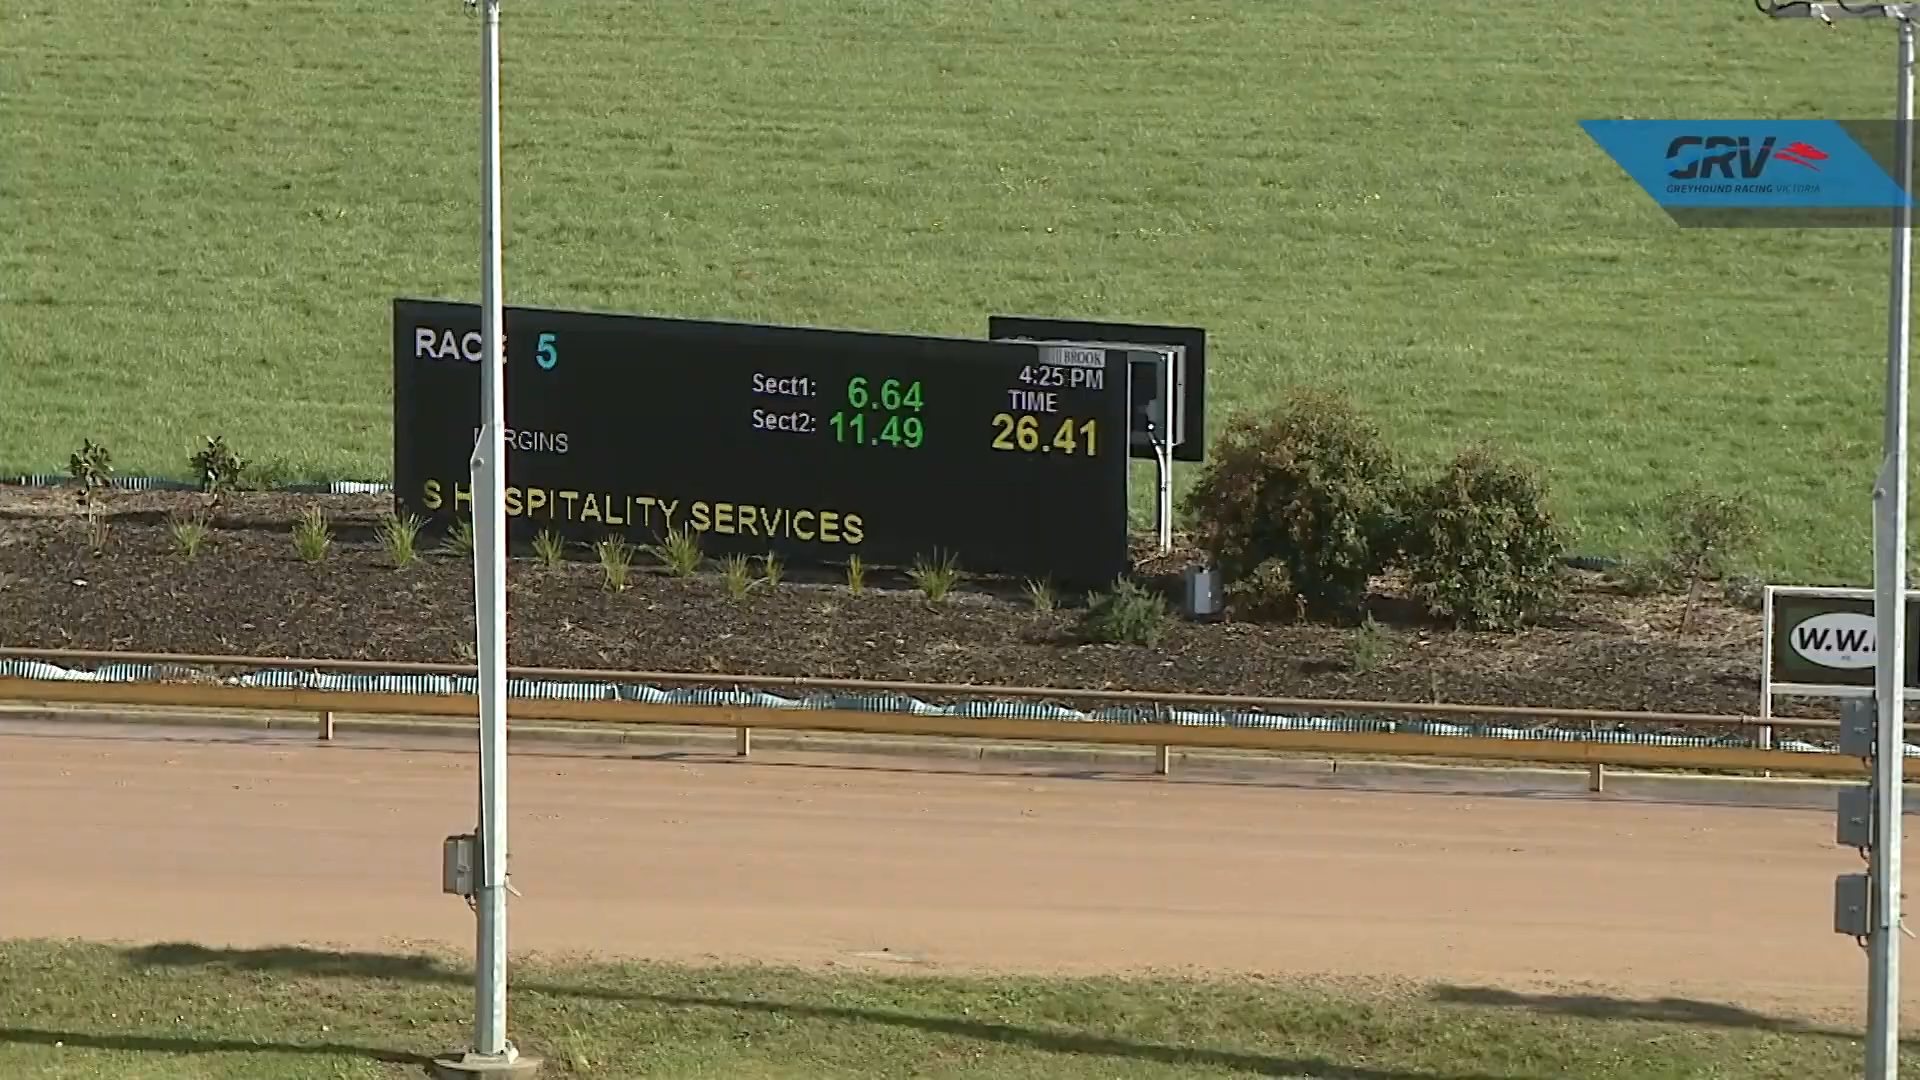 GRV
GREYHOUND RACING VICTORIA
RACE 5
BROOK
4:25 PM
Sect1: 6.64
TIME
Sect2: 11.49
26.41
RGINS
S H SPITALITY SERVICES
W.W.